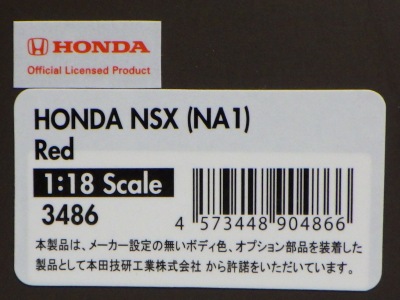 HONDA
Official Licensed Product
HONDA NSX (NA1)
Red
1:18 Scale
3486
4 573448 904866
本製品は、メーカー設定の無いボディ色、オプション部品を装着した
製品として本田技研工業株式会社 から許諾をいただいています。